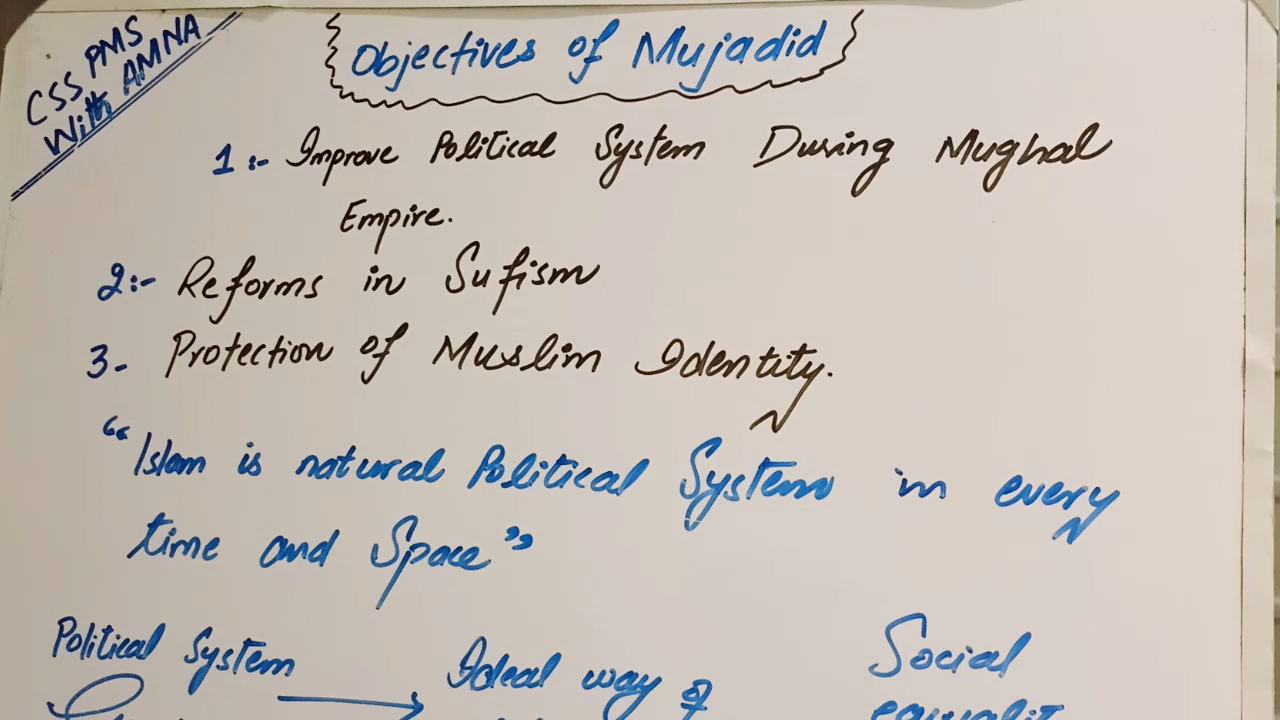 CSS PMS
With AMNA
Objectives of Mujadid
1:- Improve Political System During Mughal
Empire.
2:- Reforms in Sufism
3- Protection of Muslim Identity.
"Islam is natural Political System in every
time and Space"
Political System
Ideal way of
Social